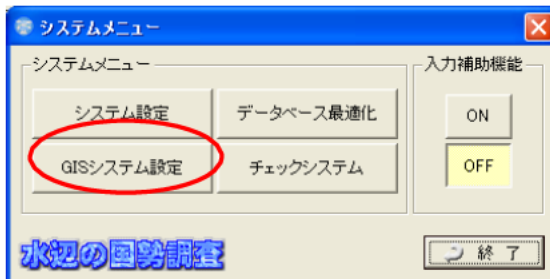 システムメニュー
システムメニュー
入力補助機能
システム設定
データベース最適化
ON
GISシステム設定
チェックシステム
OFF
水辺の国勢調査
終 了